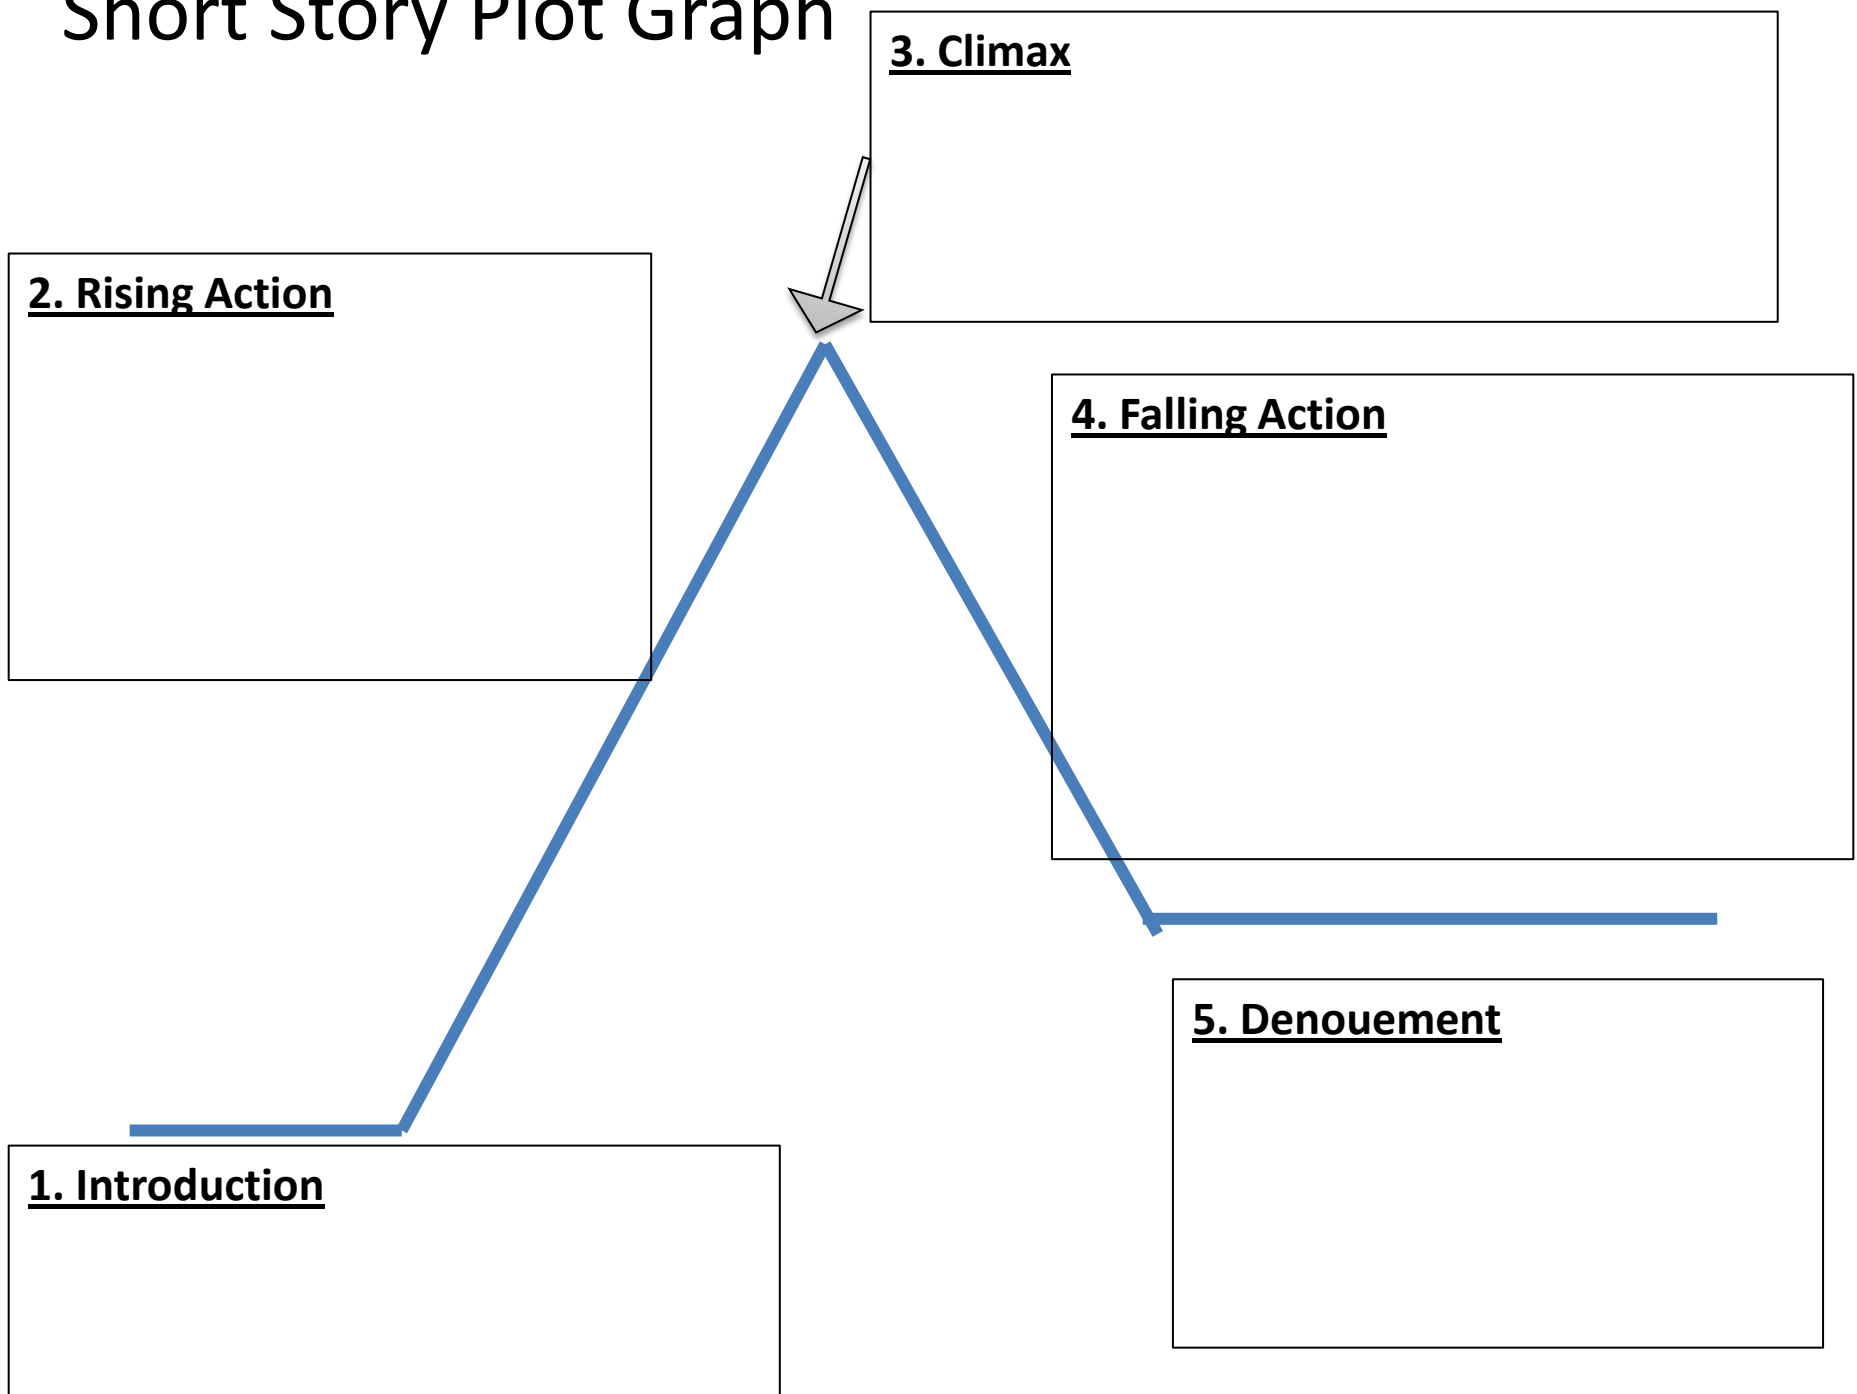 Short Story Plot Graph
3. Climax
2. Rising Action
4. Falling Action
5. Denouement
1. Introduction